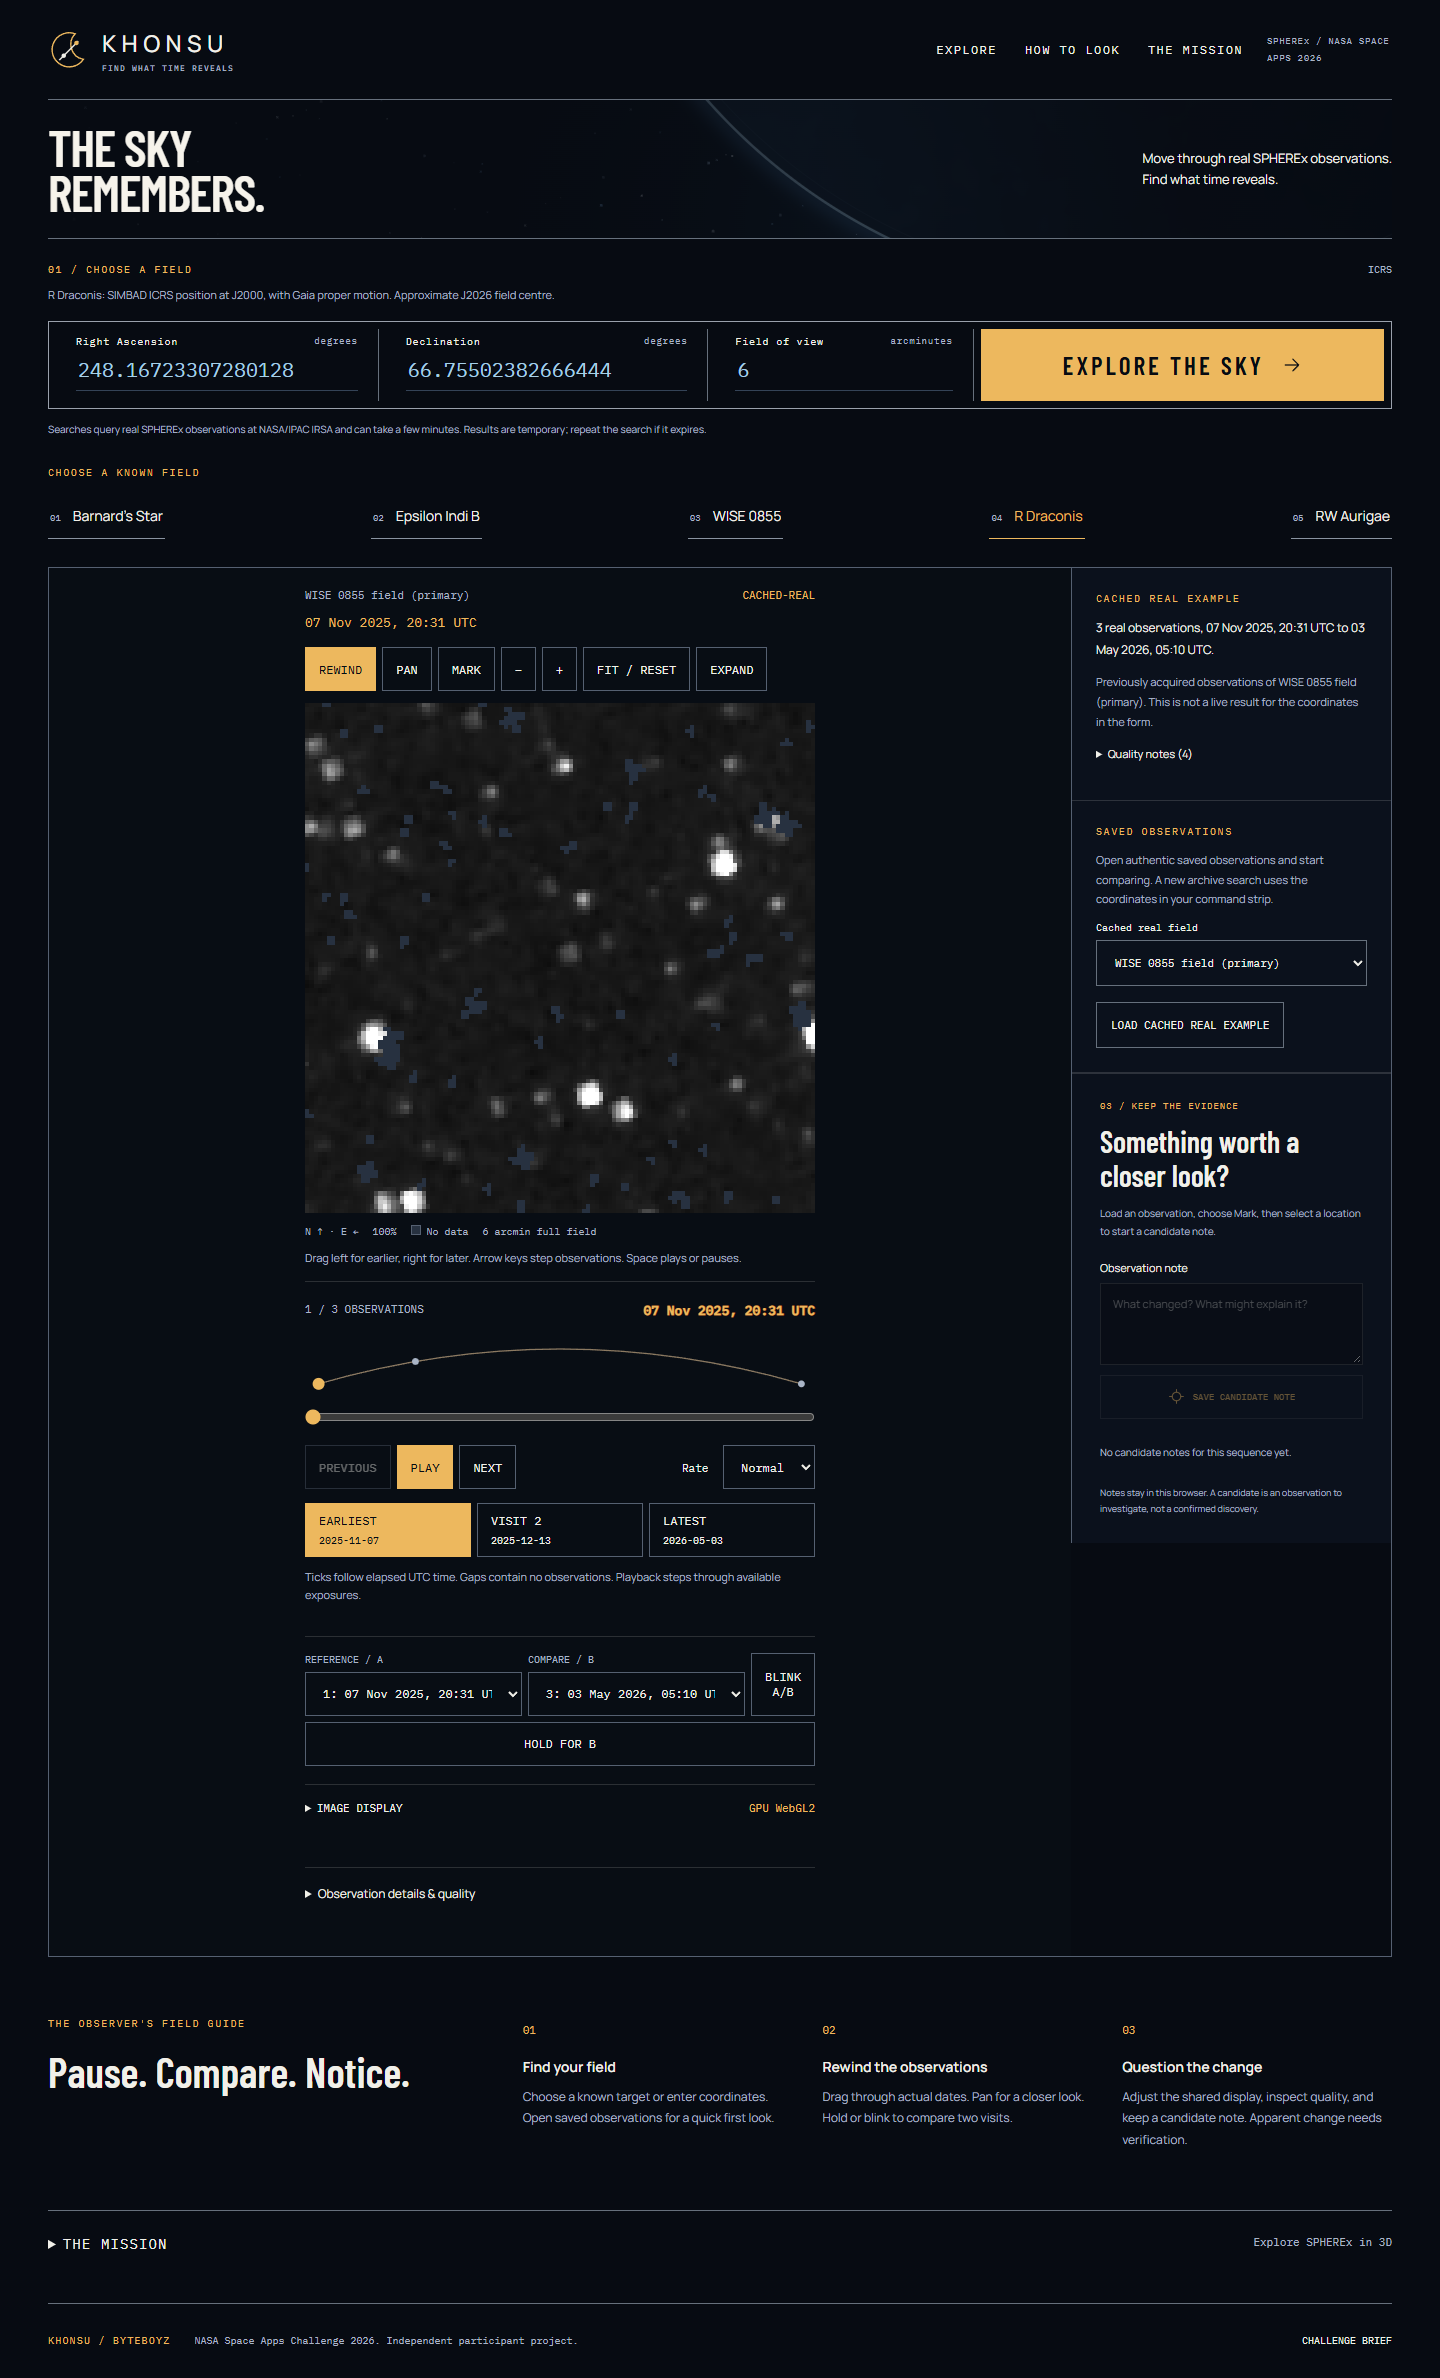 KHONSU
FIND WHAT TIME REVEALS
EXPLORE
HOW TO LOOK
THE MISSION
SPHEREx / NASA SPACE
APPS 2026
THE SKY
REMEMBERS.
Move through real SPHEREx observations.
Find what time reveals.
01 / CHOOSE A FIELD
ICRS
R Draconis: SIMBAD ICRS position at J2000, with Gaia proper motion. Approximate J2026 field centre.
Right Ascension
degrees
248.16723307280128
Declination
degrees
66.75502382666444
Field of view
arcminutes
6
EXPLORE THE SKY →
Searches query real SPHEREx observations at NASA/IPAC IRSA and can take a few minutes. Results are temporary; repeat the search if it expires.
CHOOSE A KNOWN FIELD
01 Barnard's Star
02 Epsilon Indi B
03 WISE 0855
04 R Draconis
05 RW Aurigae
WISE 0855 field (primary)
CACHED-REAL
07 Nov 2025, 20:31 UTC
REWIND
PAN
MARK
−
+
FIT / RESET
EXPAND
N ↑ · E ← 100% No data 6 arcmin full field
Drag left for earlier, right for later. Arrow keys step observations. Space plays or pauses.
1 / 3 OBSERVATIONS
07 Nov 2025, 20:31 UTC
PREVIOUS
PLAY
NEXT
Rate
Normal
EARLIEST
2025-11-07
VISIT 2
2025-12-13
LATEST
2026-05-03
Ticks follow elapsed UTC time. Gaps contain no observations. Playback steps through available
exposures.
REFERENCE / A
1: 07 Nov 2025, 20:31 UT
COMPARE / B
3: 03 May 2026, 05:10 UT
BLINK
A/B
HOLD FOR B
IMAGE DISPLAY
GPU WebGL2
Observation details & quality
CACHED REAL EXAMPLE
3 real observations, 07 Nov 2025, 20:31 UTC to 03
May 2026, 05:10 UTC.
Previously acquired observations of WISE 0855 field
(primary). This is not a live result for the coordinates
in the form.
Quality notes (4)
SAVED OBSERVATIONS
Open authentic saved observations and start
comparing. A new archive search uses the
coordinates in your command strip.
Cached real field
WISE 0855 field (primary)
LOAD CACHED REAL EXAMPLE
03 / KEEP THE EVIDENCE
Something worth a
closer look?
Load an observation, choose Mark, then select a location
to start a candidate note.
Observation note
What changed? What might explain it?
SAVE CANDIDATE NOTE
No candidate notes for this sequence yet.
Notes stay in this browser. A candidate is an observation to
investigate, not a confirmed discovery.
THE OBSERVER'S FIELD GUIDE
Pause. Compare. Notice.
01
Find your field
Choose a known target or enter coordinates.
Open saved observations for a quick first look.
02
Rewind the observations
Drag through actual dates. Pan for a closer look.
Hold or blink to compare two visits.
03
Question the change
Adjust the shared display, inspect quality, and
keep a candidate note. Apparent change needs
verification.
THE MISSION
Explore SPHEREx in 3D
KHONSU / BYTEBOYZ
NASA Space Apps Challenge 2026. Independent participant project.
CHALLENGE BRIEF